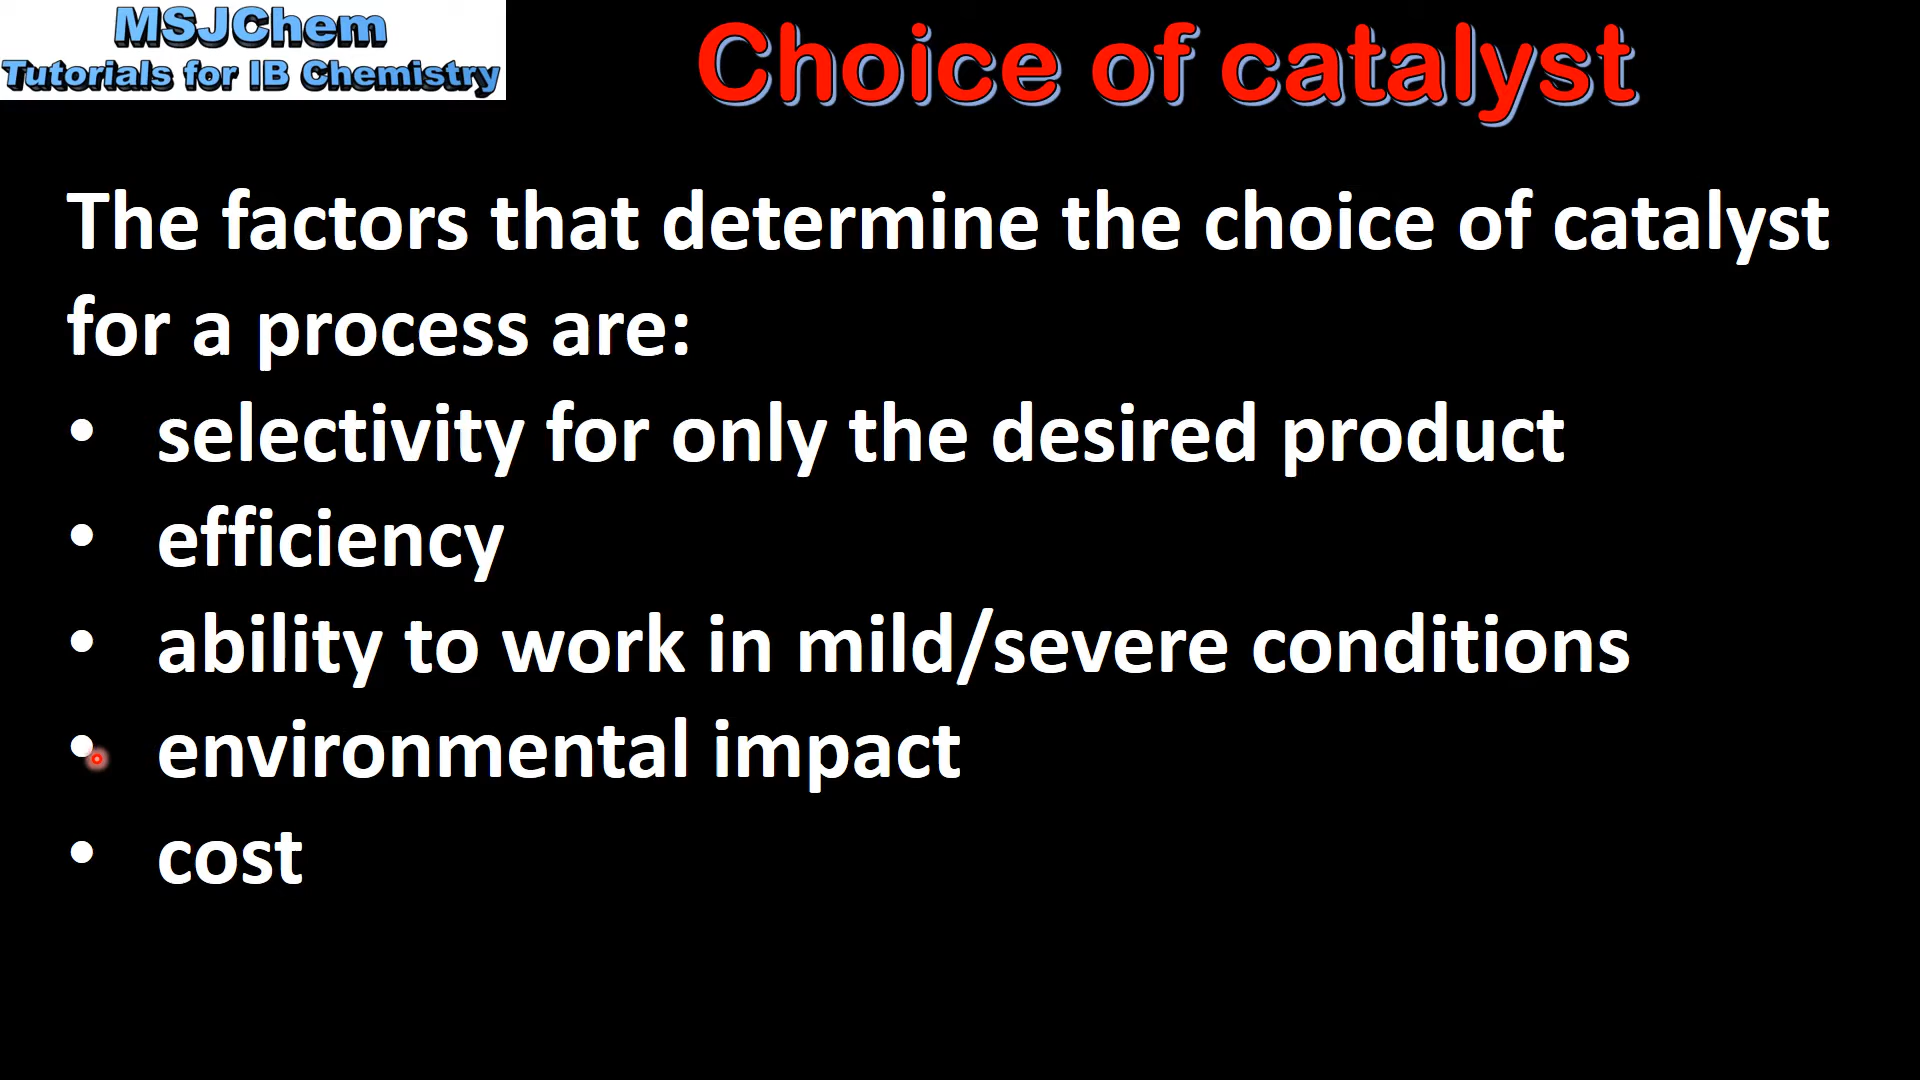 MSJChem
Tutorials for IB Chemistry
Choice of catalyst
The factors that determine the choice of catalyst
for a process are:
• selectivity for only the desired product
• efficiency
• ability to work in mild/severe conditions
• environmental impact
• cost